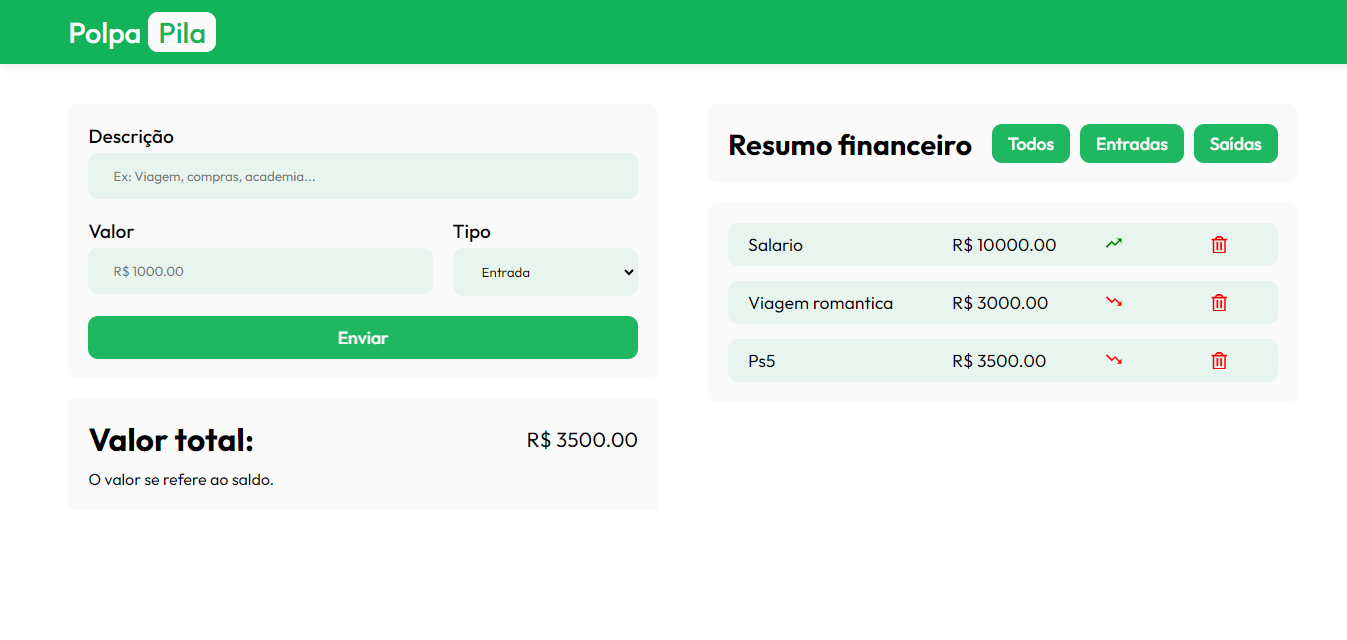 Polpa Pila
Descrição
Ex: Viagem, compras, academia...
Valor
Tipo
R$ 1000.00
Entrada
Enviar
Valor total:
R$ 3500.00
O valor se refere ao saldo.
Resumo financeiro
Todos
Entradas
Saídas
Salario
R$ 10000.00
Viagem romantica
R$ 3000.00
Ps5
R$ 3500.00